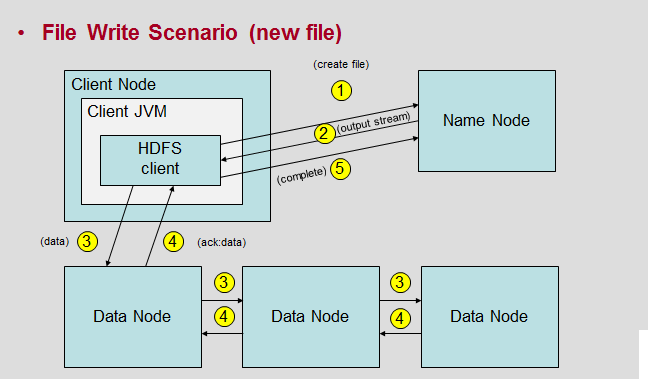 • File Write Scenario (new file)
(create file)
Client Node
1
Client JVM
Name Node
2 (output stream)
HDFS
client
(complete) 5
(data) 3
4 (ack:data)
3
3
Data Node
4
Data Node
4
Data Node